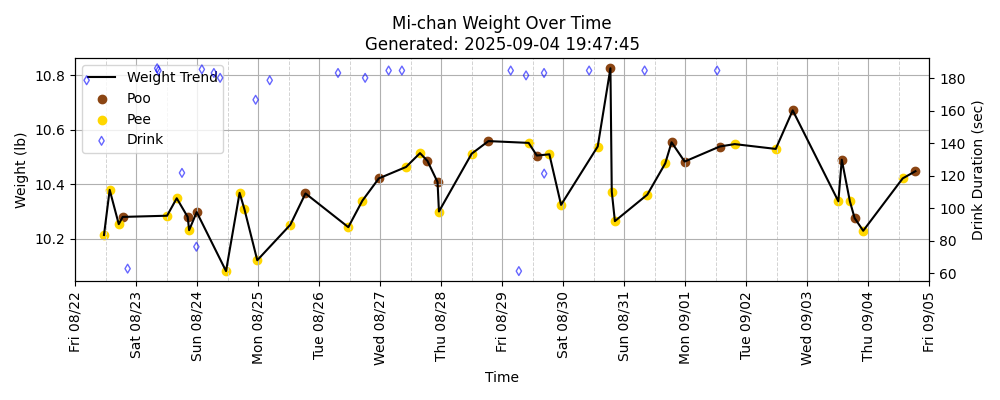 Mi-chan Weight Over Time
Generated: 2025-09-04 19:47:45
Weight (lb)
10.8
10.6
10.4
10.2
Weight Trend
Poo
Pee
Drink
180
160
140
120
100
80
60
Drink Duration (sec)
Fri 08/22
Sat 08/23
Sun 08/24
Mon 08/25
Tue 08/26
Wed 08/27
Thu 08/28
Fri 08/29
Sat 08/30
Sun 08/31
Mon 09/01
Tue 09/02
Wed 09/03
Thu 09/04
Fri 09/05
Time